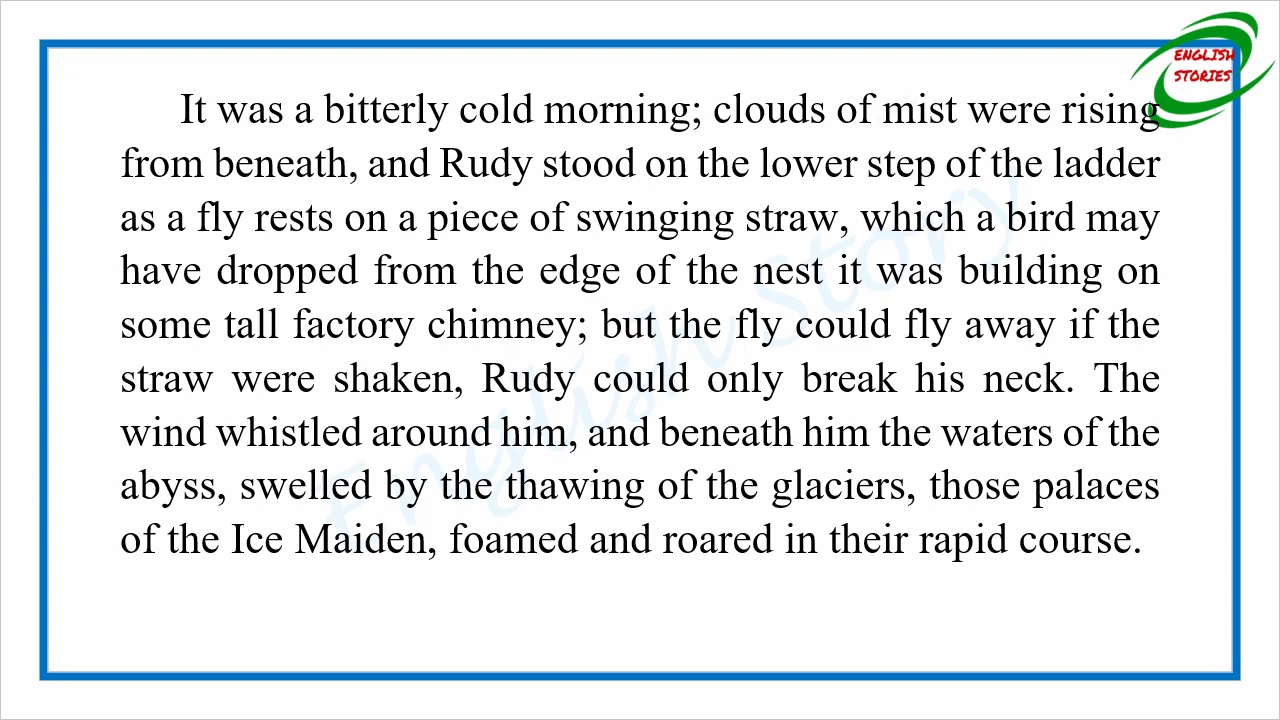 ENGLISH
STORIES
It was a bitterly cold morning; clouds of mist were rising
from beneath, and Rudy stood on the lower step of the ladder
as a fly rests on a piece of swinging straw, which a bird may
have dropped from the edge of the nest it was building on
some tall factory chimney; but the fly could fly away if the
straw were shaken, Rudy could only break his neck. The
wind whistled around him, and beneath him the waters of the
abyss, swelled by the thawing of the glaciers, those palaces
of the Ice Maiden, foamed and roared in their rapid course.
English Story